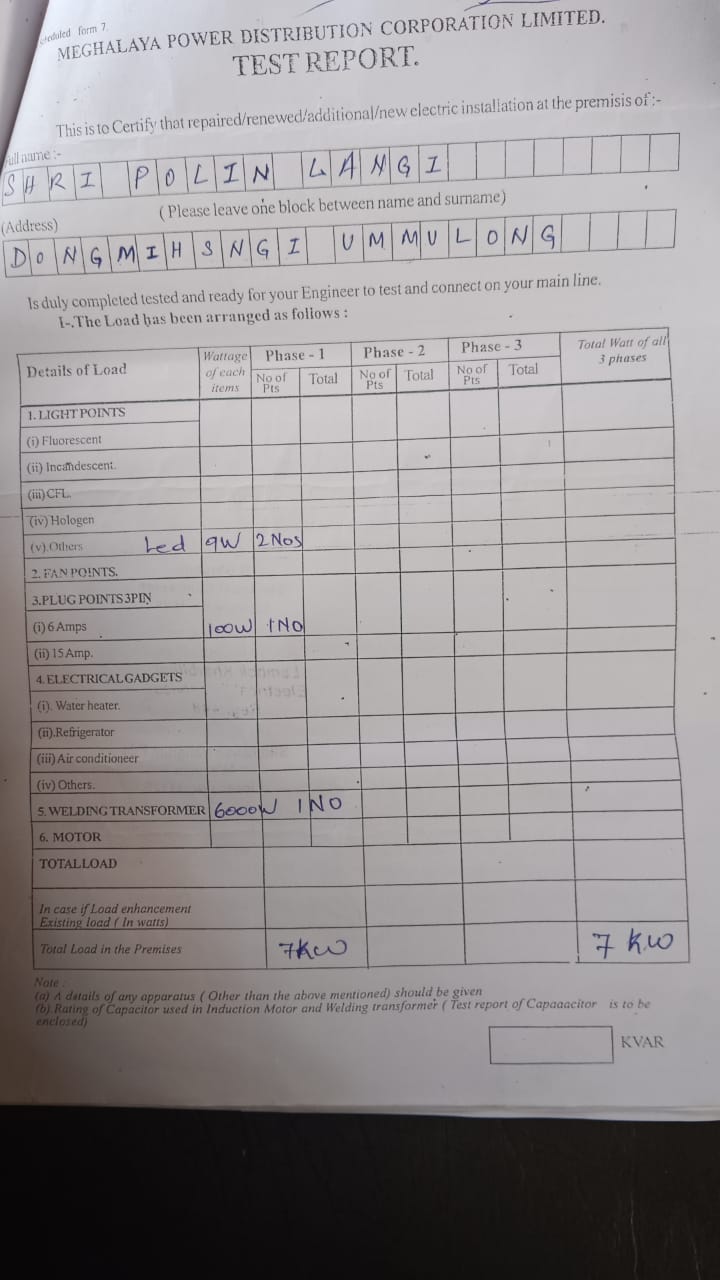 form 7
MEGHALAYA POWER DISTRIBUTION CORPORATION LIMITED.
TEST REPORT.
This is to Certify that repaired/renewed/additional/new electric installation at the premisis of :-
full name :-
SHRI POLIN LANGI
( Please leave one block between name and surname)
(Address)
DONGMIHSNGI UMMULONG
Is duly completed tested and ready for your Engineer to test and connect on your main line.
I-.The Load has been arranged as follows :
Details of Load Wattage of each items Phase - 1 Phase - 2 Phase - 3 Total Watt of all 3 phases
No of Pts Total No of Pts Total No of Pts Total
1. LIGHT POINTS
(i) Fluorescent
(ii) Incandescent.
(iii) CFL.
(iv) Hologen
(v).Others Led 9W 2 Nos
2. FAN POINTS.
3.PLUG POINTS 3PIN
(i) 6 Amps 100W 1 NO
(ii) 15 Amp.
4. ELECTRICAL GADGETS
(i). Water heater.
(ii).Refrigerator
(iii) Air conditioneer
(iv) Others.
5. WELDING TRANSFORMER 6000W 1 NO
6. MOTOR
TOTAL LOAD
In case if Load enhancement
Existing load ( In watts)
Total Load in the Premises 7KW 7 KW
Note :
(a) A datails of any apparatus ( Other than the above mentioned) should be given
(b).Rating of Capacitor used in Induction Motor and Welding transformer ( Test report of Capaaacitor is to be
enclosed)
KVAR